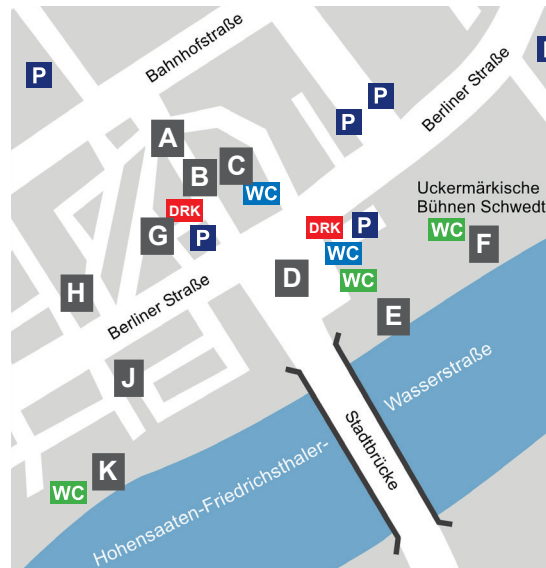 Bahnhofstraße
P
P
P
Berliner Straße
A
B
C
WC
DRK
G
P
Uckermärkische
Bühnen Schwedt
WC
F
DRK
P
WC
WC
D
H
E
Berliner Straße
J
Wasserstraße
Stadtbrücke
K
WC
Hohensaaten-Friedrichsthaler-